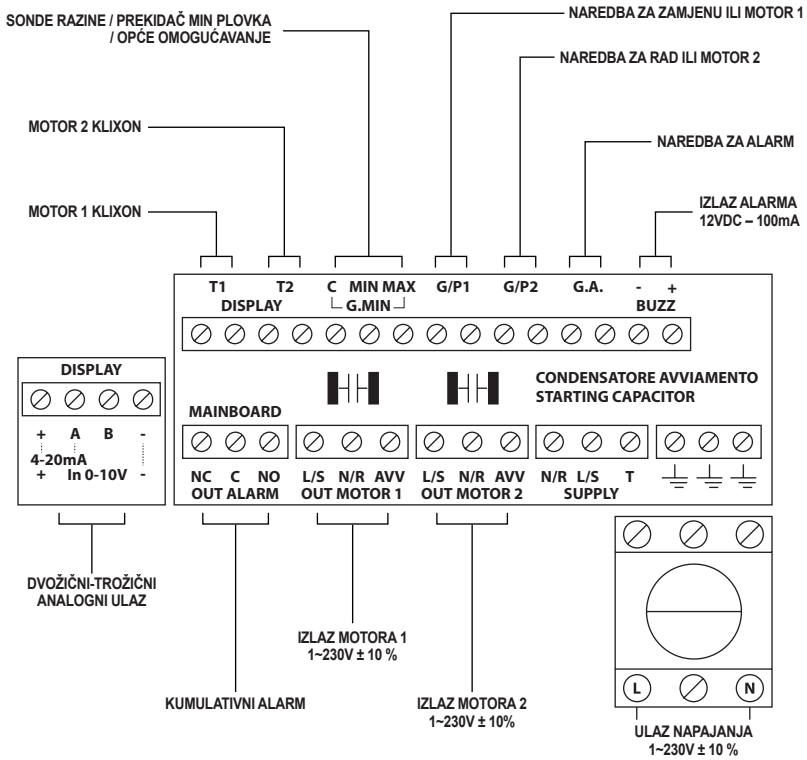 SONDE RAZINE / PREKIDAČ MIN PLOVKA
/ OPĆE OMOGUĆAVANJE
NAREDBA ZA ZAMJENU ILI MOTOR 1
NAREDBA ZA RAD ILI MOTOR 2
MOTOR 2 KLIXON
NAREDBA ZA ALARM
MOTOR 1 KLIXON
IZLAZ ALARMA
12VDC – 100mA
T1 T2 C MIN MAX G/P1 G/P2 G.A. - +
DISPLAY G.MIN BUZZ
DISPLAY
+ A B -
4-20mA
+ In 0-10V -
CONDENSATORE AVVIAMENTO
STARTING CAPACITOR
MAINBOARD
NC C NO L/S N/R AVV L/S N/R AVV N/R L/S T
OUT ALARM OUT MOTOR 1 OUT MOTOR 2 SUPPLY
DVOŽIČNI-TROŽIČNI
ANALOGNI ULAZ
IZLAZ MOTORA 1
1~230V ± 10 %
KUMULATIVNI ALARM
IZLAZ MOTORA 2
1~230V ± 10%
L N
ULAZ NAPAJANJA
1~230V ± 10 %